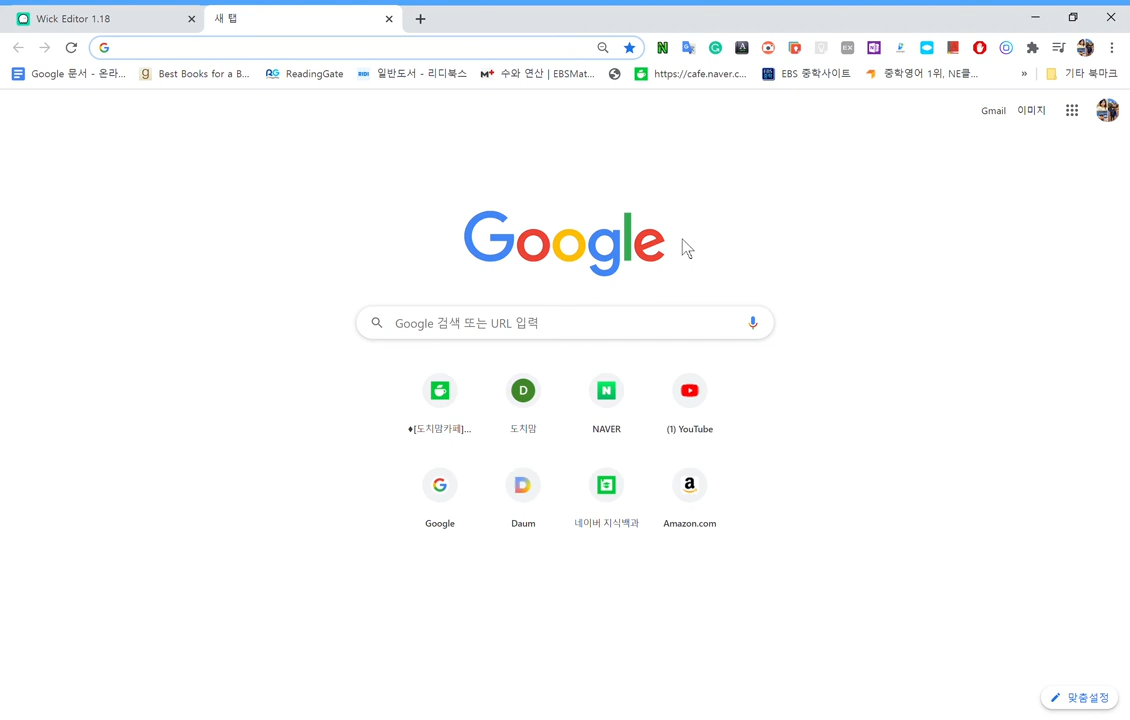 Wick Editor 1.18
새 탭
Google 문서 - 온라...
Best Books for a B...
ReadingGate
일반도서 - 리디북스
수와 연산 | EBSMat...
https://cafe.naver.c...
EBS 중학사이트
중학영어 1위, NE클...
»
기타 북마크
Gmail
이미지
Google
Google 검색 또는 URL 입력
♦[도치맘카페]...
도치맘
NAVER
(1) YouTube
Google
Daum
네이버 지식백과
Amazon.com
맞춤설정